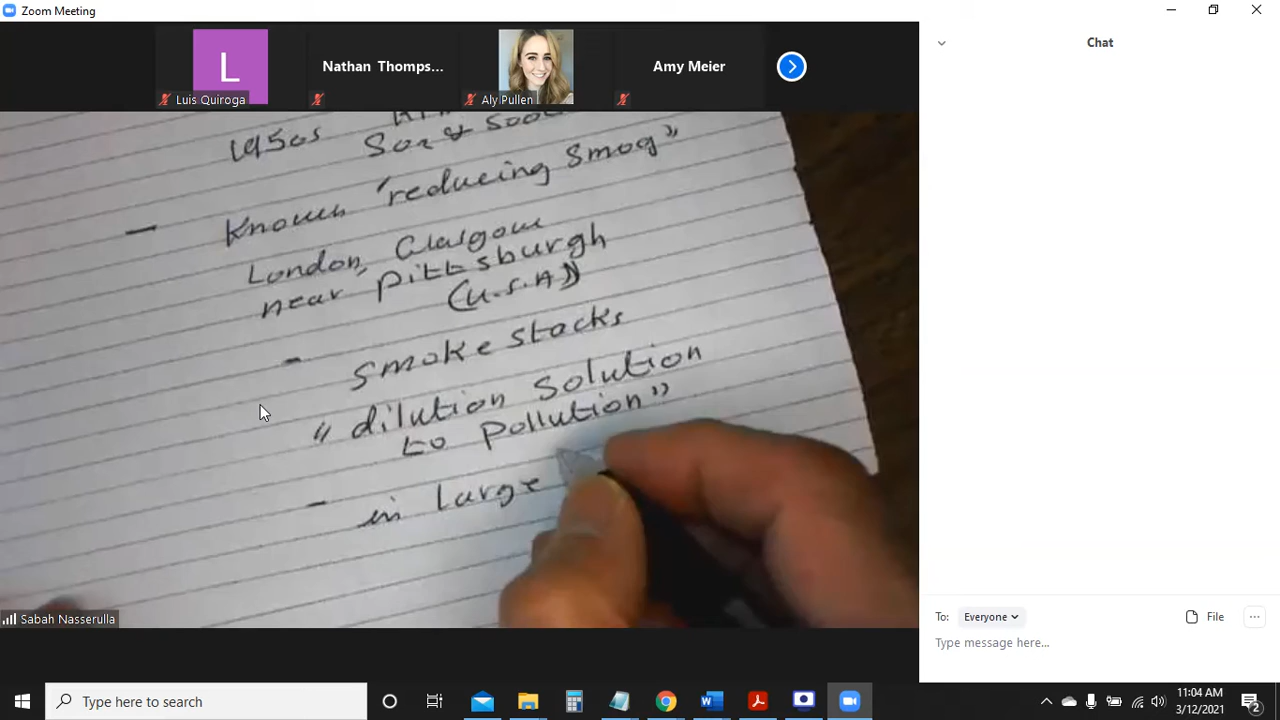 Zoom Meeting
Chat
L
Nathan Thomps...
Amy Meier
Luis Quiroga
Aly Pullen
1950s
SO2 &
- Known "reducing Smog"
London, Glasgow
near Pittsburgh
(U.S.A)
- Smoke stacks
" dilution Solution
to Pollution "
- in large
Sabah Nasserulla
To: Everyone
File
Type message here...
Type here to search
11:04 AM
3/12/2021
2